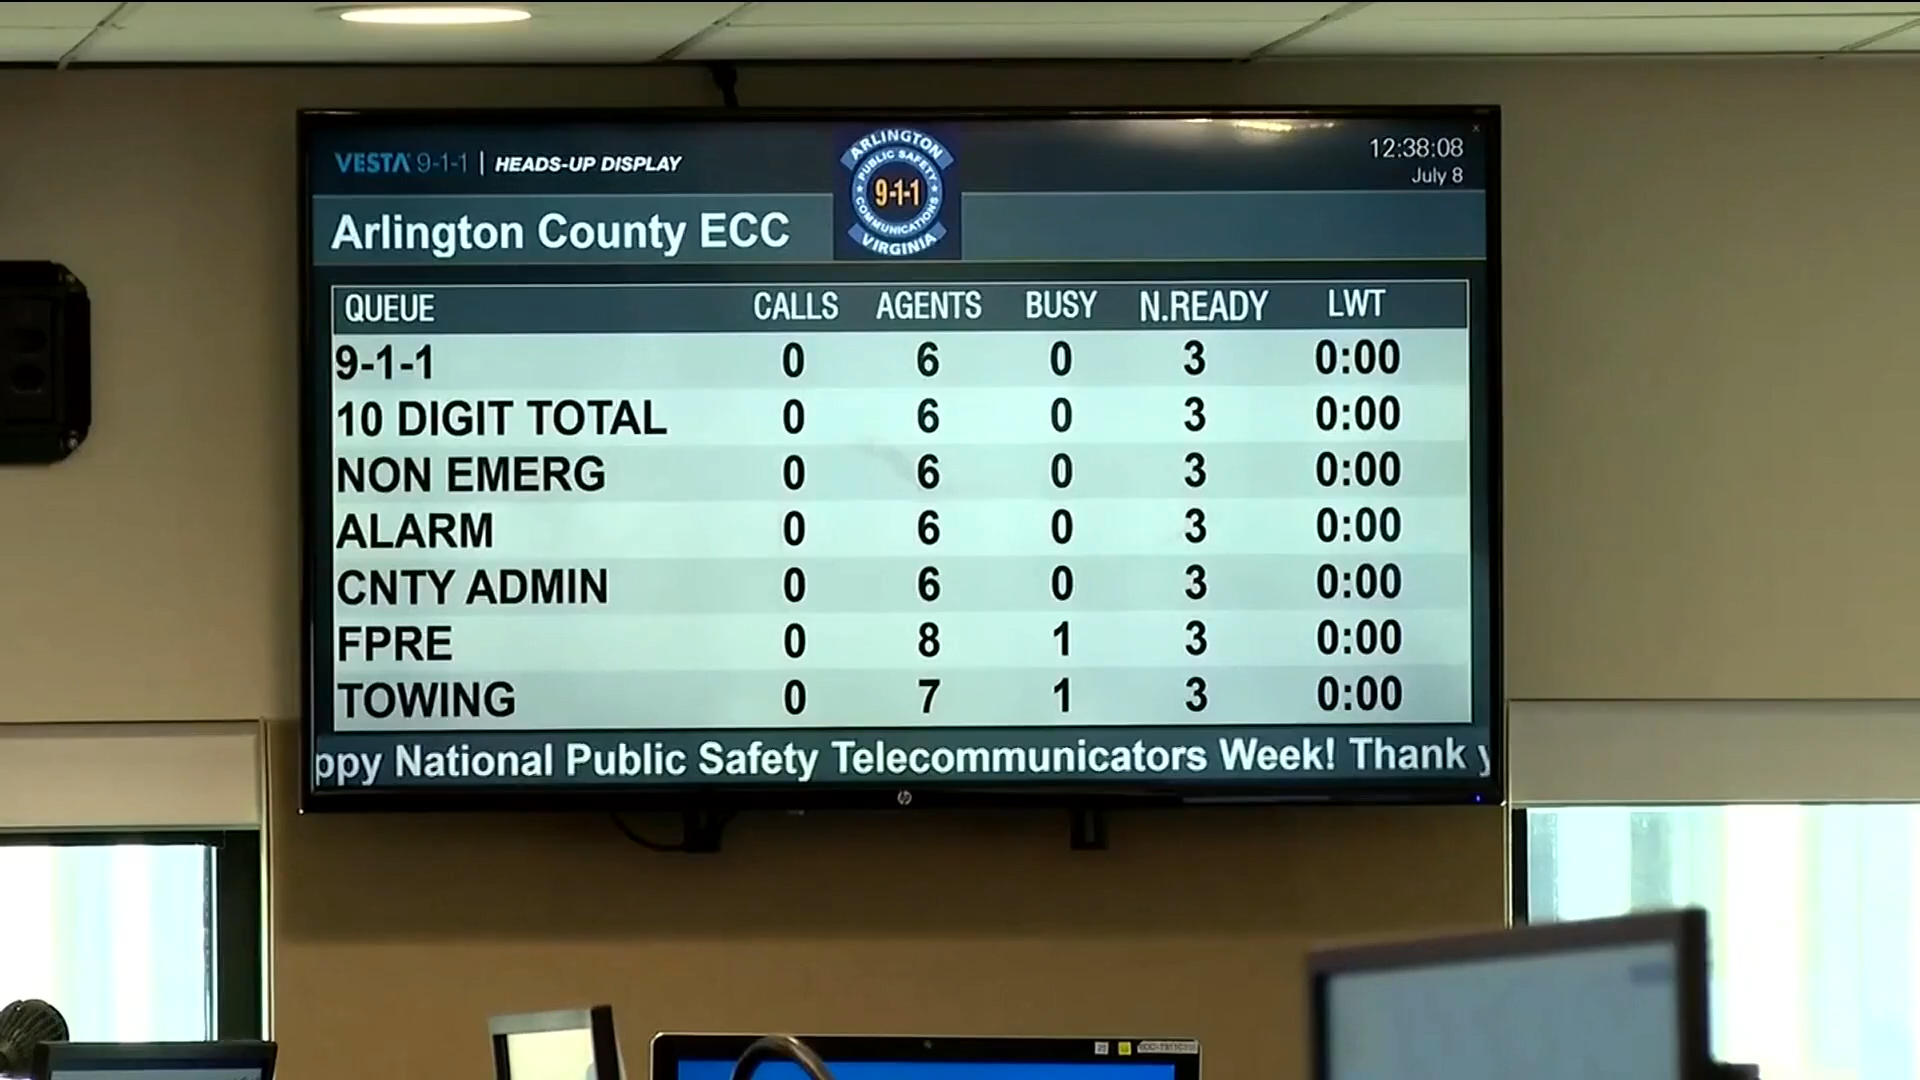 VESTA 9-1-1 | HEADS-UP DISPLAY
ARLINGTON
PUBLIC SAFETY
9-1-1
COMMUNICATIONS
VIRGINIA
12:38:08
July 8
Arlington County ECC
QUEUE CALLS AGENTS BUSY N.READY LWT
9-1-1 0 6 0 3 0:00
10 DIGIT TOTAL 0 6 0 3 0:00
NON EMERG 0 6 0 3 0:00
ALARM 0 6 0 3 0:00
CNTY ADMIN 0 6 0 3 0:00
FPRE 0 8 1 3 0:00
TOWING 0 7 1 3 0:00
ppy National Public Safety Telecommunicators Week! Thank y
hp